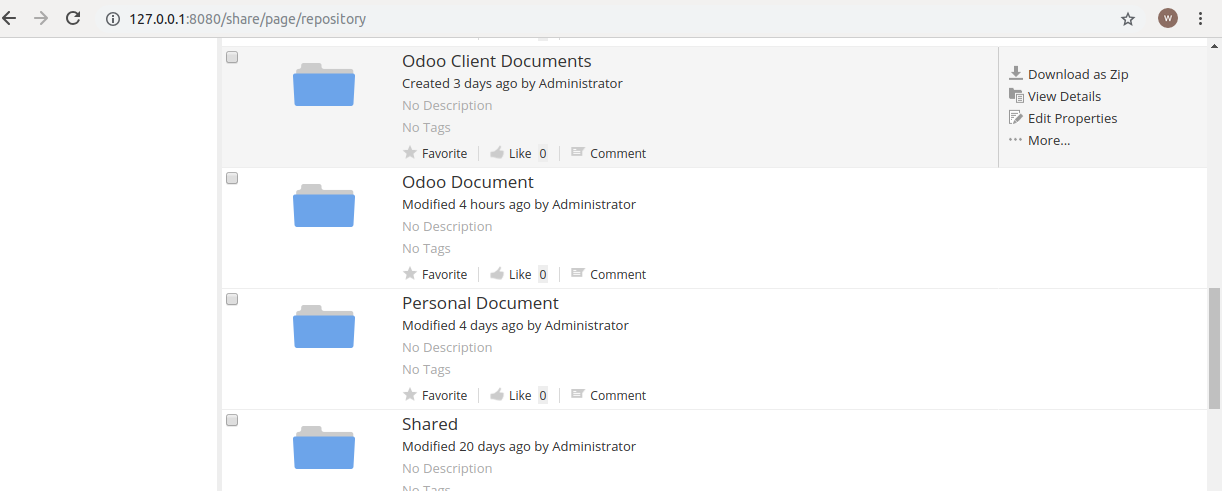 127.0.0.1:8080/share/page/repository
W
Odoo Client Documents
Created 3 days ago by Administrator
No Description
No Tags
Favorite Like 0 Comment
Download as Zip
View Details
Edit Properties
More...
Odoo Document
Modified 4 hours ago by Administrator
No Description
No Tags
Favorite Like 0 Comment
Personal Document
Modified 4 days ago by Administrator
No Description
No Tags
Favorite Like 0 Comment
Shared
Modified 20 days ago by Administrator
No Description
No Tags